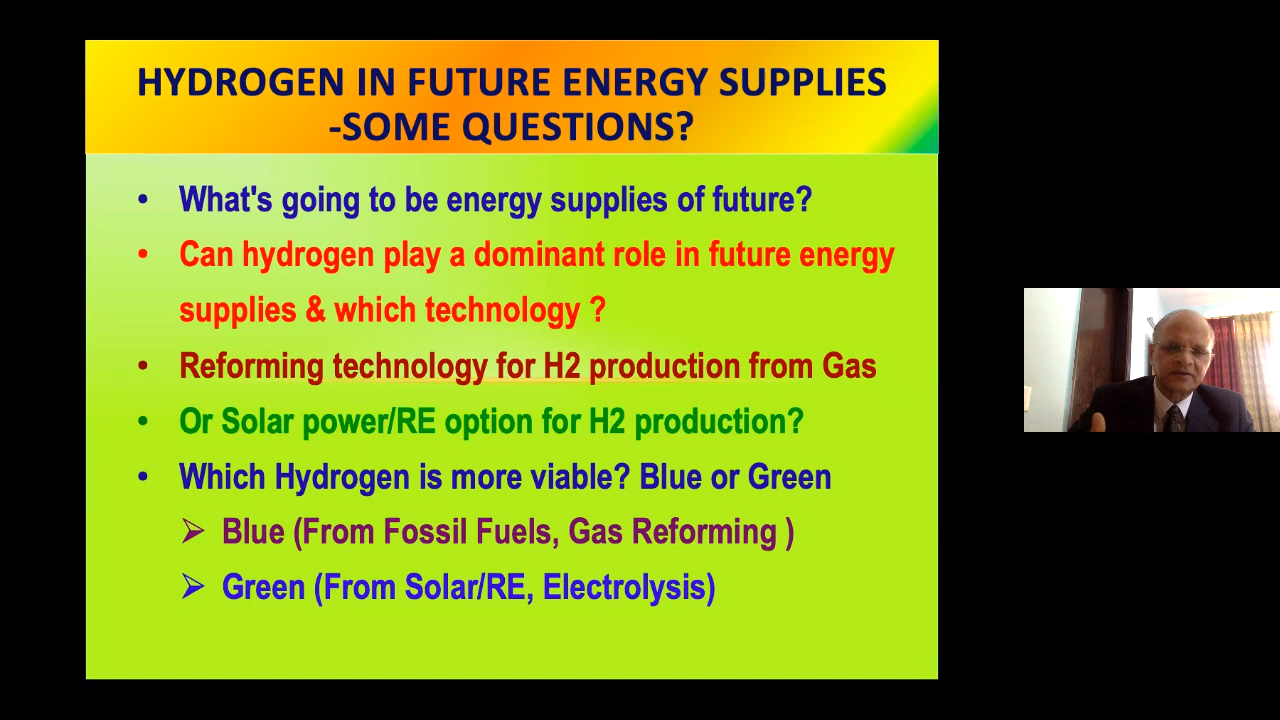 HYDROGEN IN FUTURE ENERGY SUPPLIES
-SOME QUESTIONS?
• What's going to be energy supplies of future?
• Can hydrogen play a dominant role in future energy
supplies & which technology ?
• Reforming technology for H2 production from Gas
• Or Solar power/RE option for H2 production?
• Which Hydrogen is more viable? Blue or Green
➢ Blue (From Fossil Fuels, Gas Reforming )
➢ Green (From Solar/RE, Electrolysis)